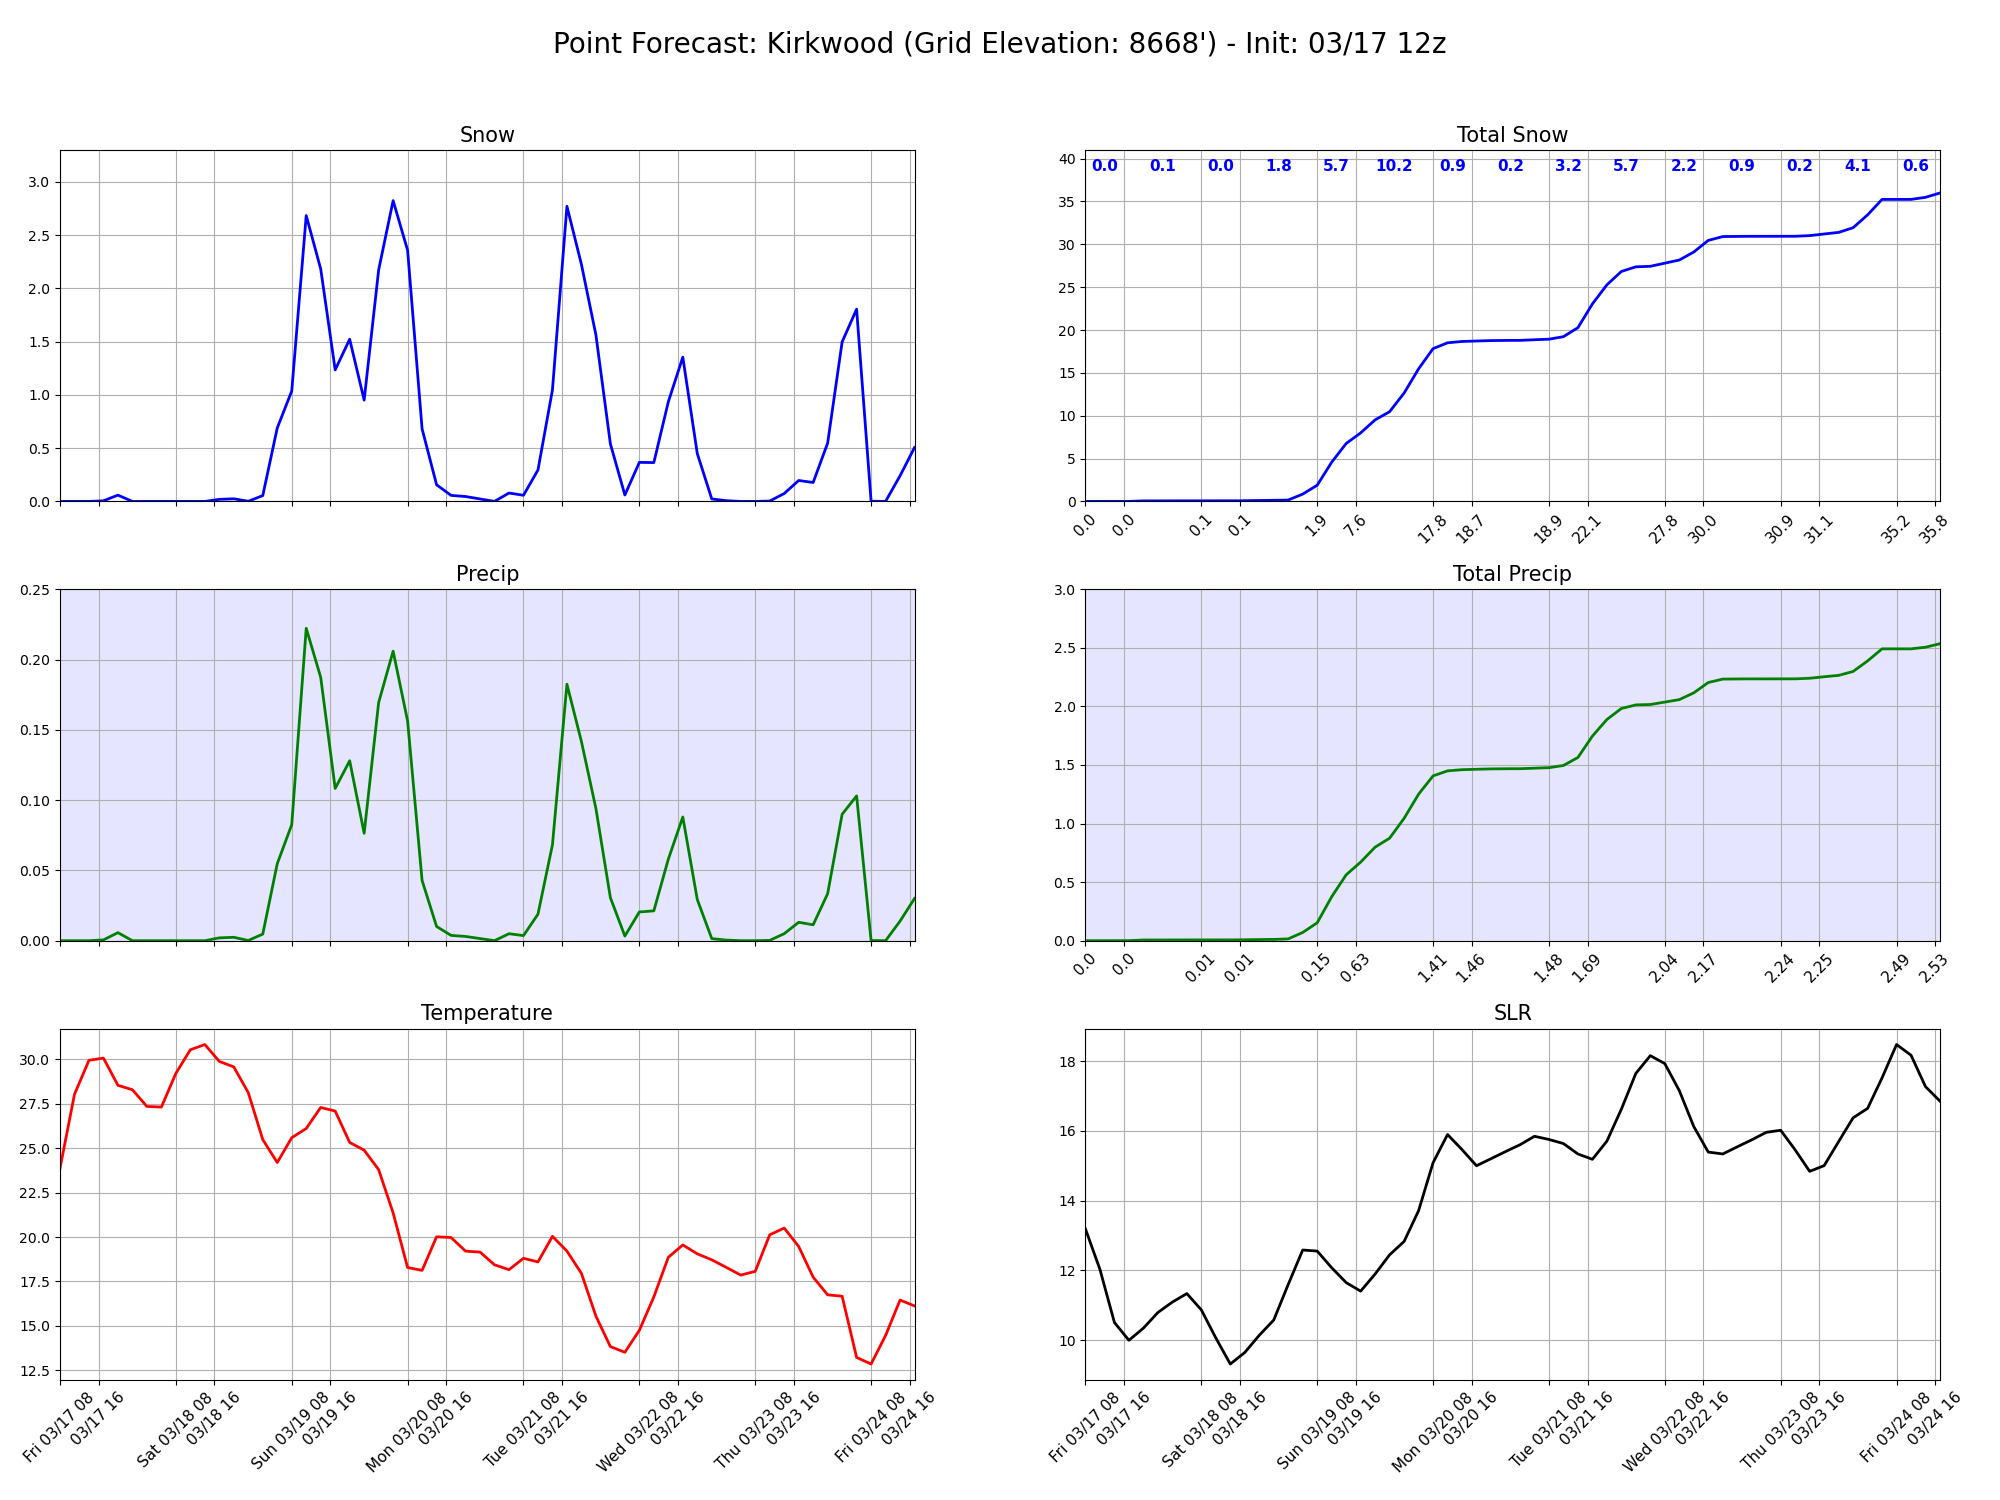 Point Forecast: Kirkwood (Grid Elevation: 8668') - Init: 03/17 12z
Snow
3.0
2.5
2.0
1.5
1.0
0.5
0.0
Total Snow
0.0 0.1 0.0 1.8 5.7 10.2 0.9 0.2 3.2 5.7 2.2 0.9 0.2 4.1 0.6
40
35
30
25
20
15
10
5
0
0.0 0.0 0.1 0.1 1.9 7.6 17.8 18.7 18.9 22.1 27.8 30.0 30.9 31.1 35.2 35.8
Precip
0.25
0.20
0.15
0.10
0.05
0.00
Total Precip
3.0
2.5
2.0
1.5
1.0
0.5
0.0
0.0 0.0 0.01 0.01 0.15 0.63 1.41 1.46 1.48 1.69 2.04 2.17 2.24 2.25 2.49 2.53
Temperature
30.0
27.5
25.0
22.5
20.0
17.5
15.0
12.5
Fri 03/17 08
03/17 16
Sat 03/18 08
03/18 16
Sun 03/19 08
03/19 16
Mon 03/20 08
03/20 16
Tue 03/21 08
03/21 16
Wed 03/22 08
03/22 16
Thu 03/23 08
03/23 16
Fri 03/24 08
03/24 16
SLR
18
16
14
12
10
Fri 03/17 08
03/17 16
Sat 03/18 08
03/18 16
Sun 03/19 08
03/19 16
Mon 03/20 08
03/20 16
Tue 03/21 08
03/21 16
Wed 03/22 08
03/22 16
Thu 03/23 08
03/23 16
Fri 03/24 08
03/24 16